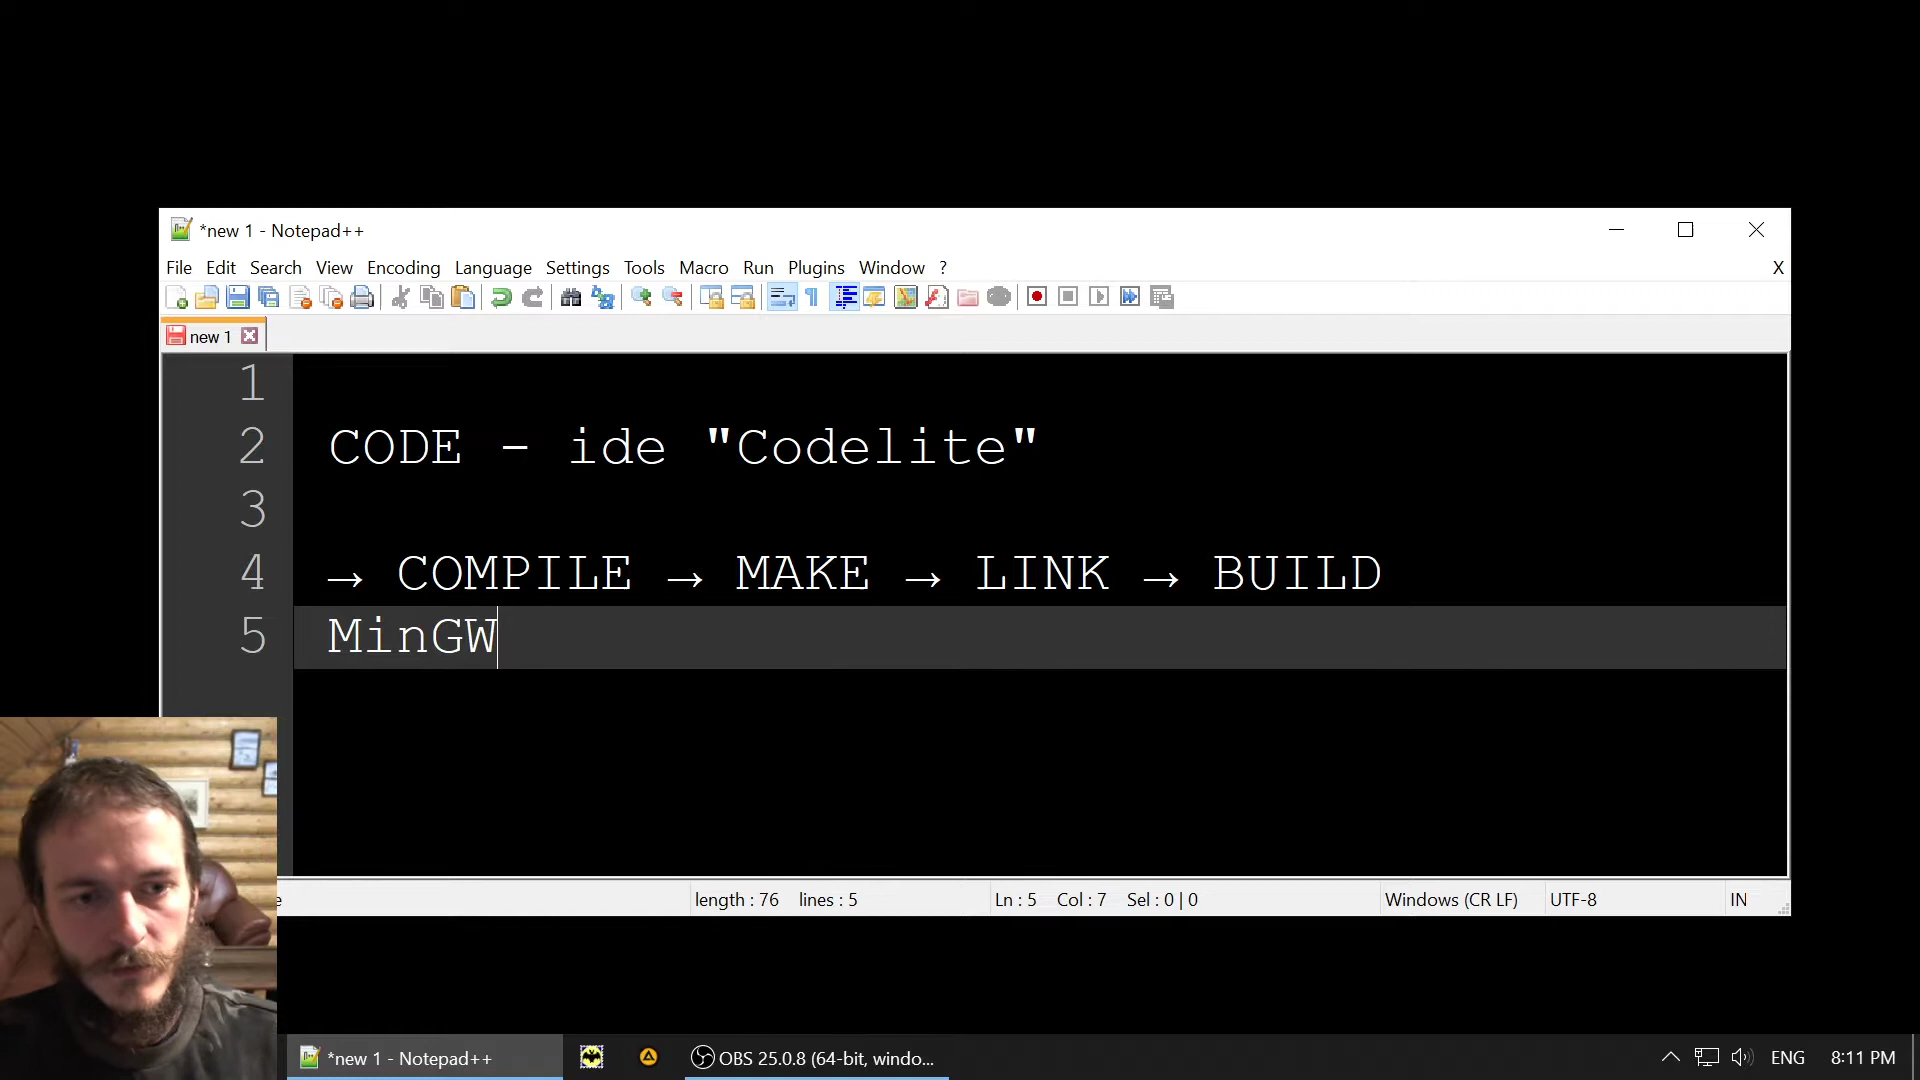 *new 1 - Notepad++
File Edit Search View Encoding Language Settings Tools Macro Run Plugins Window ? X
new 1
1
2 CODE - ide "Codelite"
3
4 → COMPILE → MAKE → LINK → BUILD
5 MinGW
length : 76 lines : 5 Ln : 5 Col : 7 Sel : 0 | 0 Windows (CR LF) UTF-8 IN
*new 1 - Notepad++ OBS 25.0.8 (64-bit, windo... ENG 8:11 PM